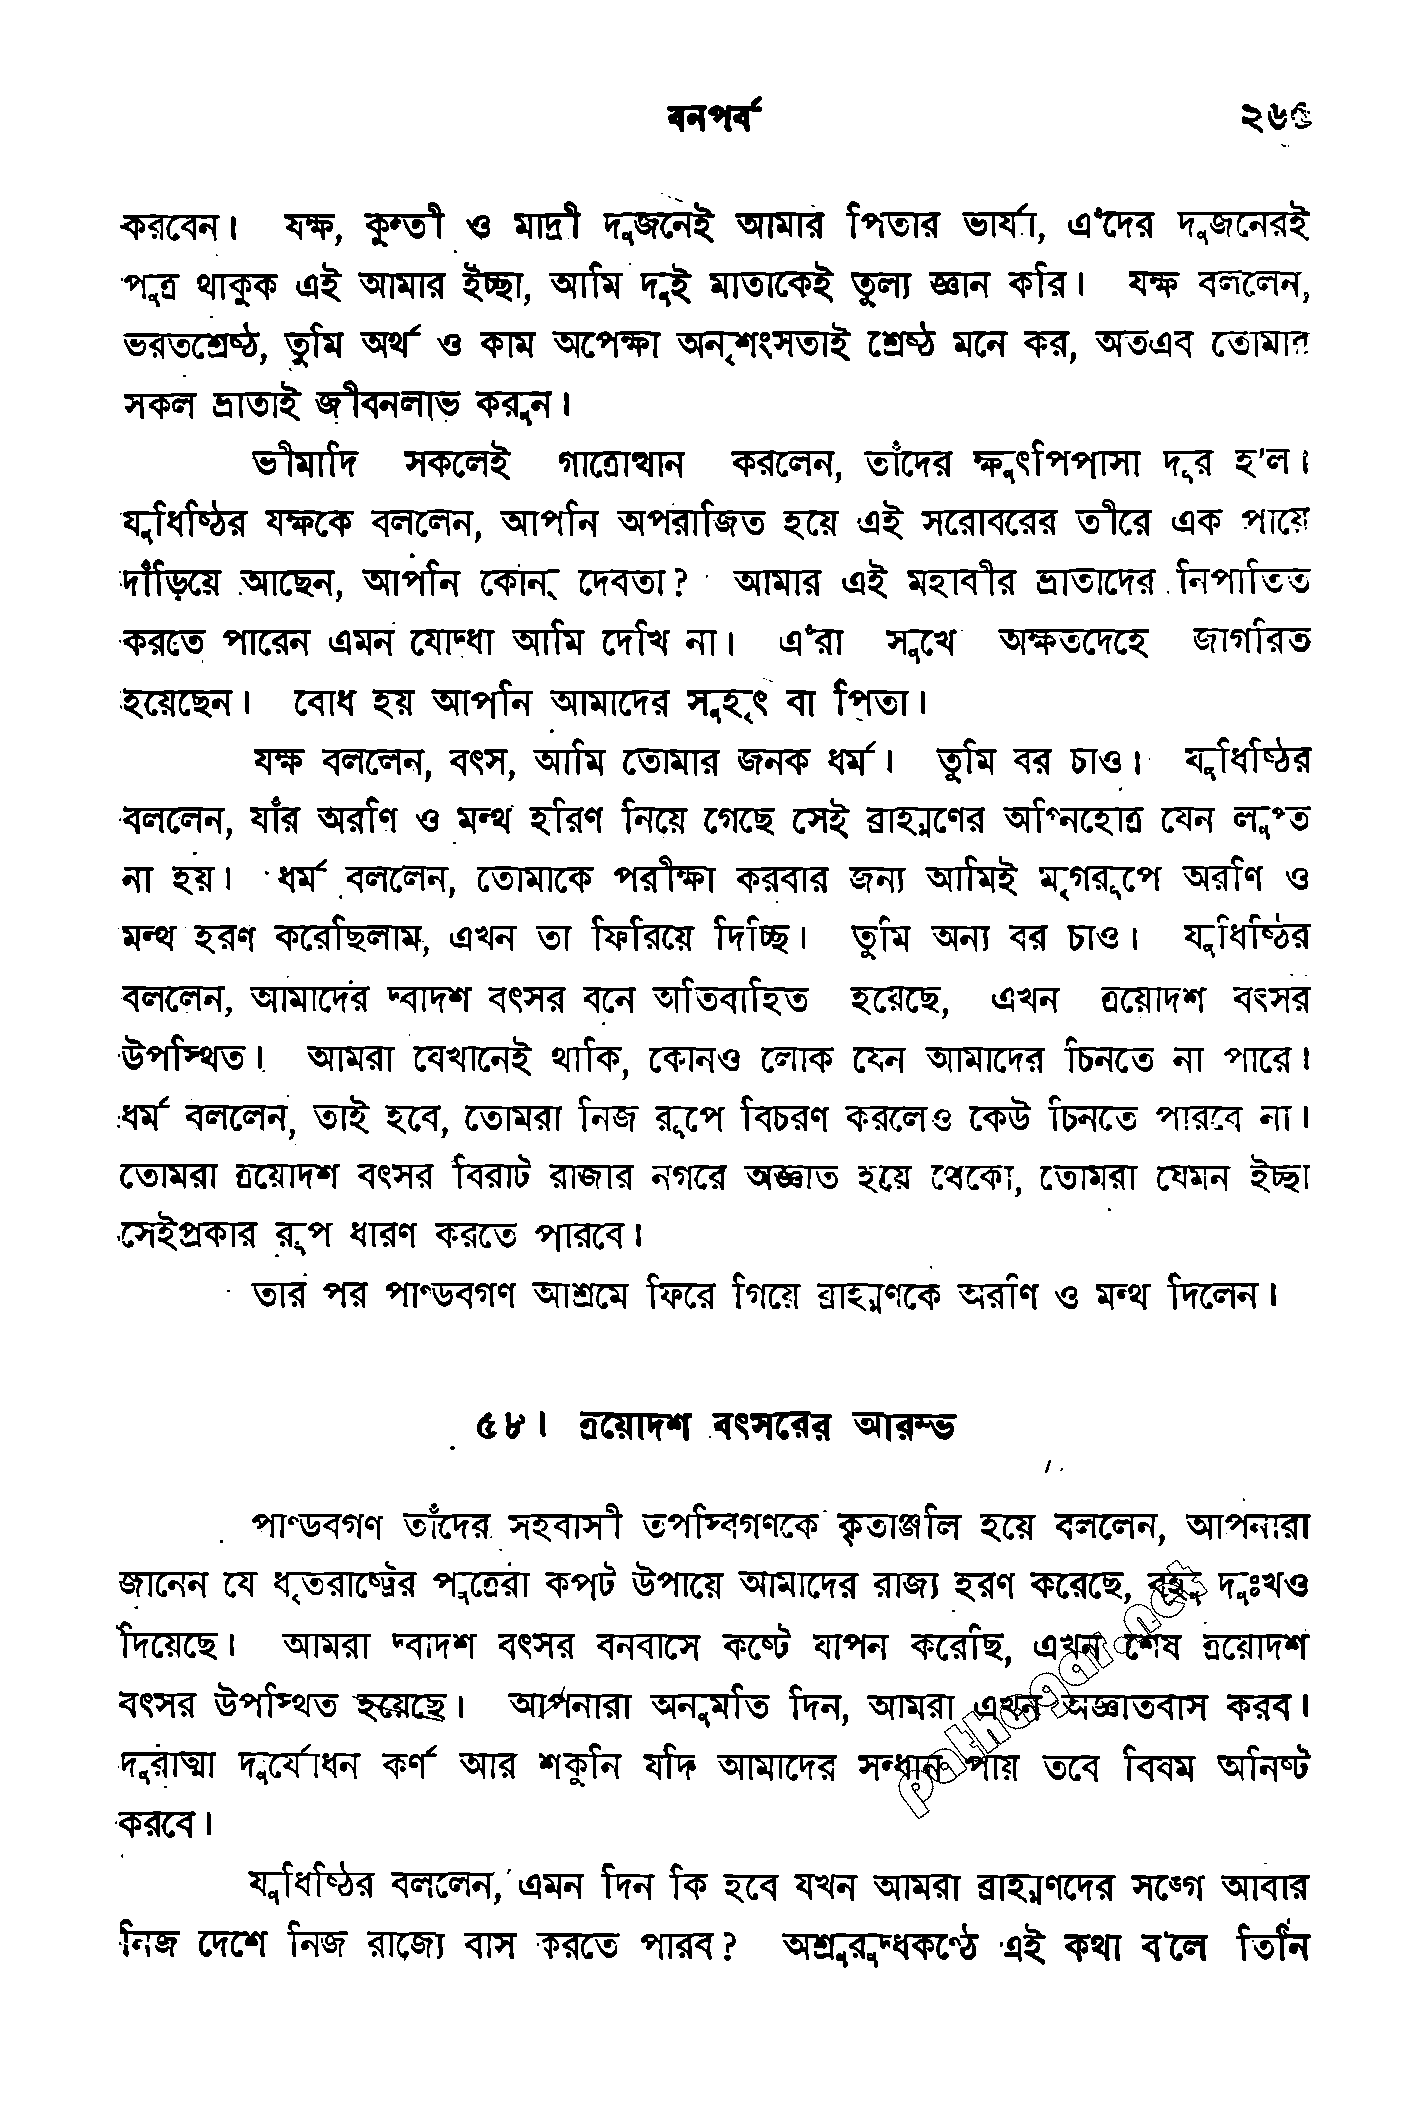 বনপর্ব
করবেন। যক্ষ, কুন্তী ও মাদ্রী দুজনেই আমার পিতার ভার্যা, এ'দের দুজনেরই
পুত্র থাকুক এই আমার ইচ্ছা, আমি দুই মাতাকেই তুল্য জ্ঞান করি। যক্ষ বললেন,
ভরতশ্রেষ্ঠ, তুমি অর্থ ও কাম অপেক্ষা অনৃশংসতাই শ্রেষ্ঠ মনে কর, অতএব তোমার
সকল ভ্রাতাই জীবনলাভ করুন।
ভীমাদি সকলেই গাত্রোত্থান করলেন, তাঁদের ক্ষুৎপিপাসা দূর হ'ল।
যুধিষ্ঠির যক্ষকে বললেন, আপনি অপরাজিত হয়ে এই সরোবরের তীরে এক পায়ে
দাঁড়িয়ে আছেন, আপনি কোন্ দেবতা? আমার এই মহাবীর ভ্রাতাদের নিপাতিত
করতে পারেন এমন যোদ্ধা আমি দেখি না। এ'রা সুখে অক্ষতদেহে জাগরিত
হয়েছেন। বোধ হয় আপনি আমাদের সুহৃৎ বা পিতা।
যক্ষ বললেন, বৎস, আমি তোমার জনক ধর্ম। তুমি বর চাও। যুধিষ্ঠির
বললেন, যাঁর অরণি ও মন্থ হরিণ নিয়ে গেছে সেই ব্রাহ্মণের অগ্নিহোত্র যেন লুপ্ত
না হয়। ধর্ম বললেন, তোমাকে পরীক্ষা করবার জন্য আমিই মৃগরূপে অরণি ও
মন্থ হরণ করেছিলাম, এখন তা ফিরিয়ে দিচ্ছি। তুমি অন্য বর চাও। যুধিষ্ঠির
বললেন, আমাদের দ্বাদশ বৎসর বনে অতিবাহিত হয়েছে, এখন ত্রয়োদশ বৎসর
উপস্থিত। আমরা যেখানেই থাকি, কোনও লোক যেন আমাদের চিনতে না পারে।
ধর্ম বললেন, তাই হবে, তোমরা নিজ রূপে বিচরণ করলেও কেউ চিনতে পারবে না।
তোমরা ত্রয়োদশ বৎসর বিরাট রাজার নগরে অজ্ঞাত হয়ে থেকো, তোমরা যেমন ইচ্ছা
সেইপ্রকার রূপ ধারণ করতে পারবে।
তার পর পাণ্ডবগণ আশ্রমে ফিরে গিয়ে ব্রাহ্মণকে অরণি ও মন্থ দিলেন।
৫৮। ত্রয়োদশ বৎসরের আরম্ভ
পাণ্ডবগণ তাঁদের সহবাসী তপস্বিগণকে কৃতাঞ্জলি হয়ে বললেন, আপনারা
জানেন যে ধৃতরাষ্ট্রের পুত্রেরা কপট উপায়ে আমাদের রাজ্য হরণ করেছে, বহু দুঃখও
দিয়েছে। আমরা দ্বাদশ বৎসর বনবাসে কষ্টে যাপন করেছি, এখন শেষ ত্রয়োদশ
বৎসর উপস্থিত হয়েছে। আপনারা অনুমতি দিন, আমরা এখন অজ্ঞাতবাস করব।
দুরাত্মা দুর্যোধন কর্ণ আর শকুনি যদি আমাদের সন্ধান পায় তবে বিষম অনিষ্ট
করবে।
যুধিষ্ঠির বললেন, এমন দিন কি হবে যখন আমরা ব্রাহ্মণদের সঙ্গে আবার
নিজ দেশে নিজ রাজ্যে বাস করতে পারব? অশ্রুরুদ্ধকণ্ঠে এই কথা ব'লে তিনি
pathagar.net